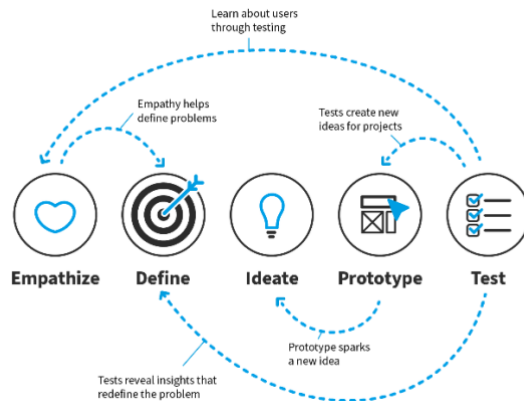 Learn about users
through testing
Empathy helps
define problems
Tests create new
ideas for projects
Empathize
Define
Ideate
Prototype
Test
Prototype sparks
a new idea
Tests reveal insights that
redefine the problem